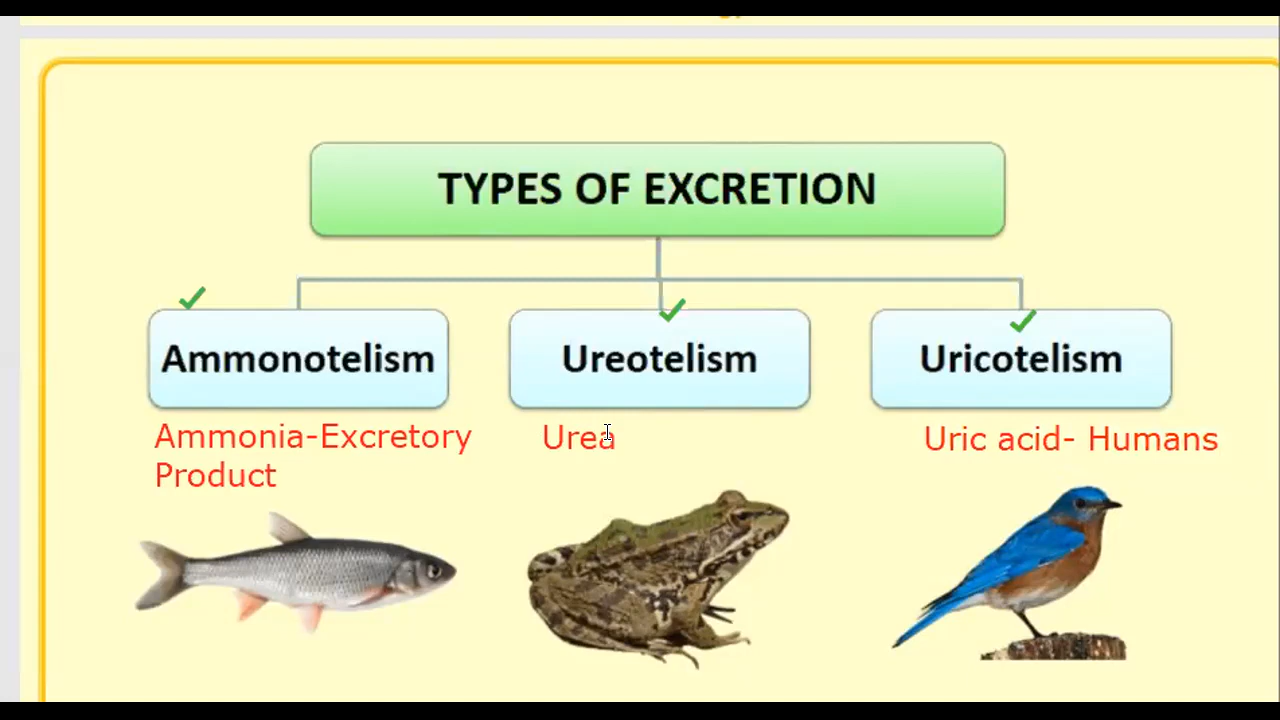 TYPES OF EXCRETION
Ammonotelism
Ureotelism
Uricotelism
Ammonia-Excretory
Product
Urea
Uric acid- Humans